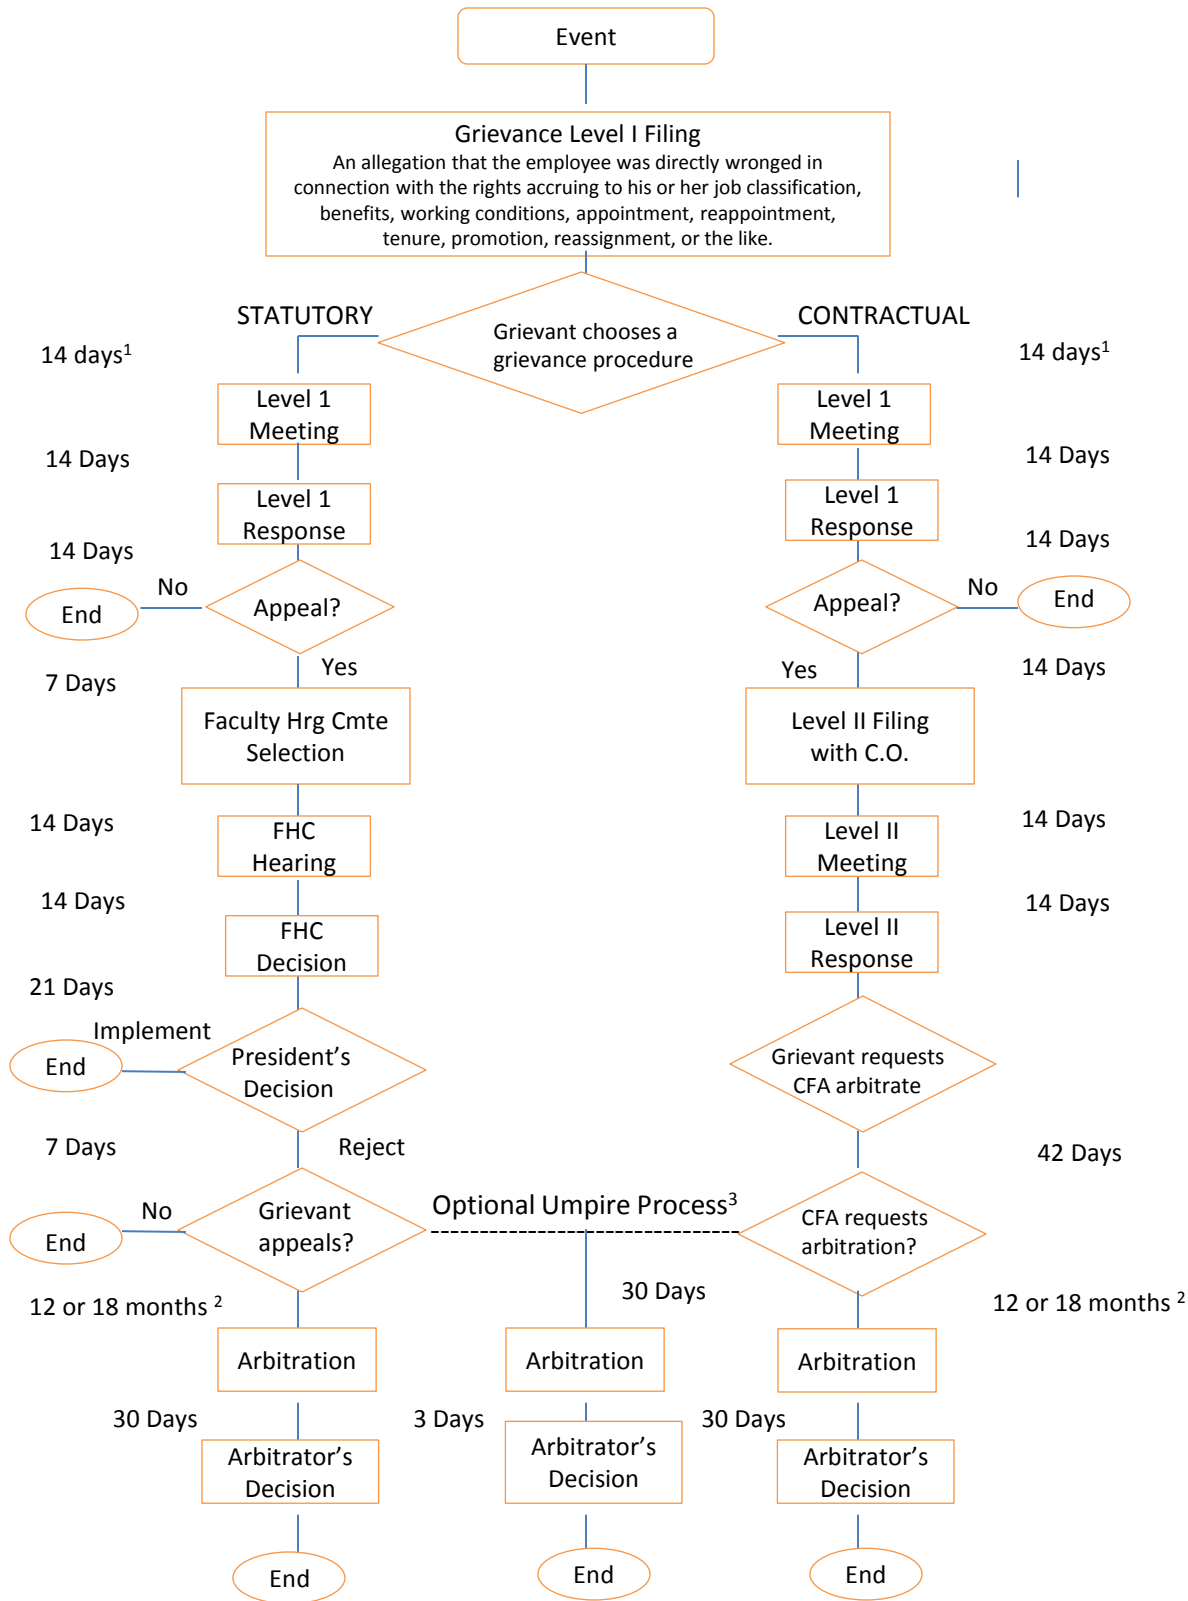 Event
Grievance Level I Filing
An allegation that the employee was directly wronged in
connection with the rights accruing to his or her job classification,
benefits, working conditions, appointment, reappointment,
tenure, promotion, reassignment, or the like.
STATUTORY
CONTRACTUAL
Grievant chooses a
grievance procedure
14 days¹
14 days¹
Level 1
Meeting
Level 1
Meeting
14 Days
14 Days
Level 1
Response
Level 1
Response
14 Days
14 Days
No
Appeal?
End
Appeal?
No
End
7 Days
Yes
Yes
14 Days
Faculty Hrg Cmte
Selection
Level II Filing
with C.O.
14 Days
14 Days
FHC
Hearing
Level II
Meeting
14 Days
14 Days
FHC
Decision
Level II
Response
21 Days
Implement
End
President’s
Decision
Grievant requests
CFA arbitrate
7 Days
Reject
42 Days
No
End
Grievant
appeals?
Optional Umpire Process³
CFA requests
arbitration?
12 or 18 months ²
30 Days
12 or 18 months ²
Arbitration
Arbitration
Arbitration
30 Days
3 Days
30 Days
Arbitrator’s
Decision
Arbitrator’s
Decision
Arbitrator’s
Decision
End
End
End